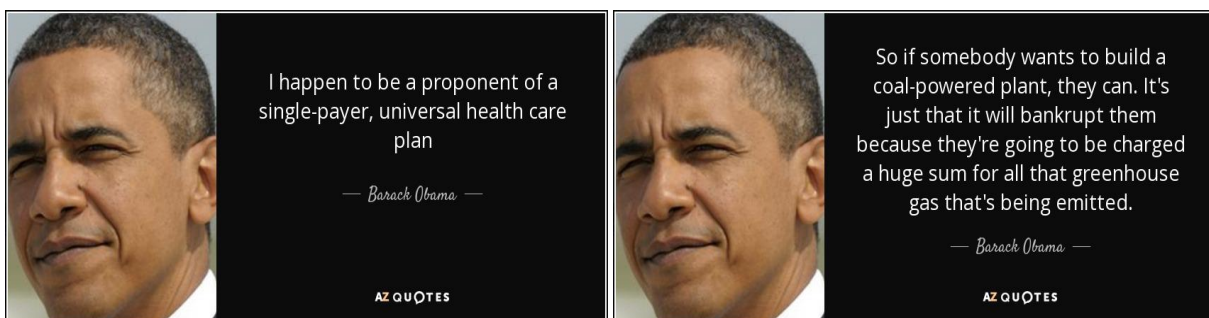 I happen to be a proponent of a
single-payer, universal health care
plan
— Barack Obama —
AZ QUOTES
So if somebody wants to build a
coal-powered plant, they can. It's
just that it will bankrupt them
because they're going to be charged
a huge sum for all that greenhouse
gas that's being emitted.
— Barack Obama —
AZ QUOTES